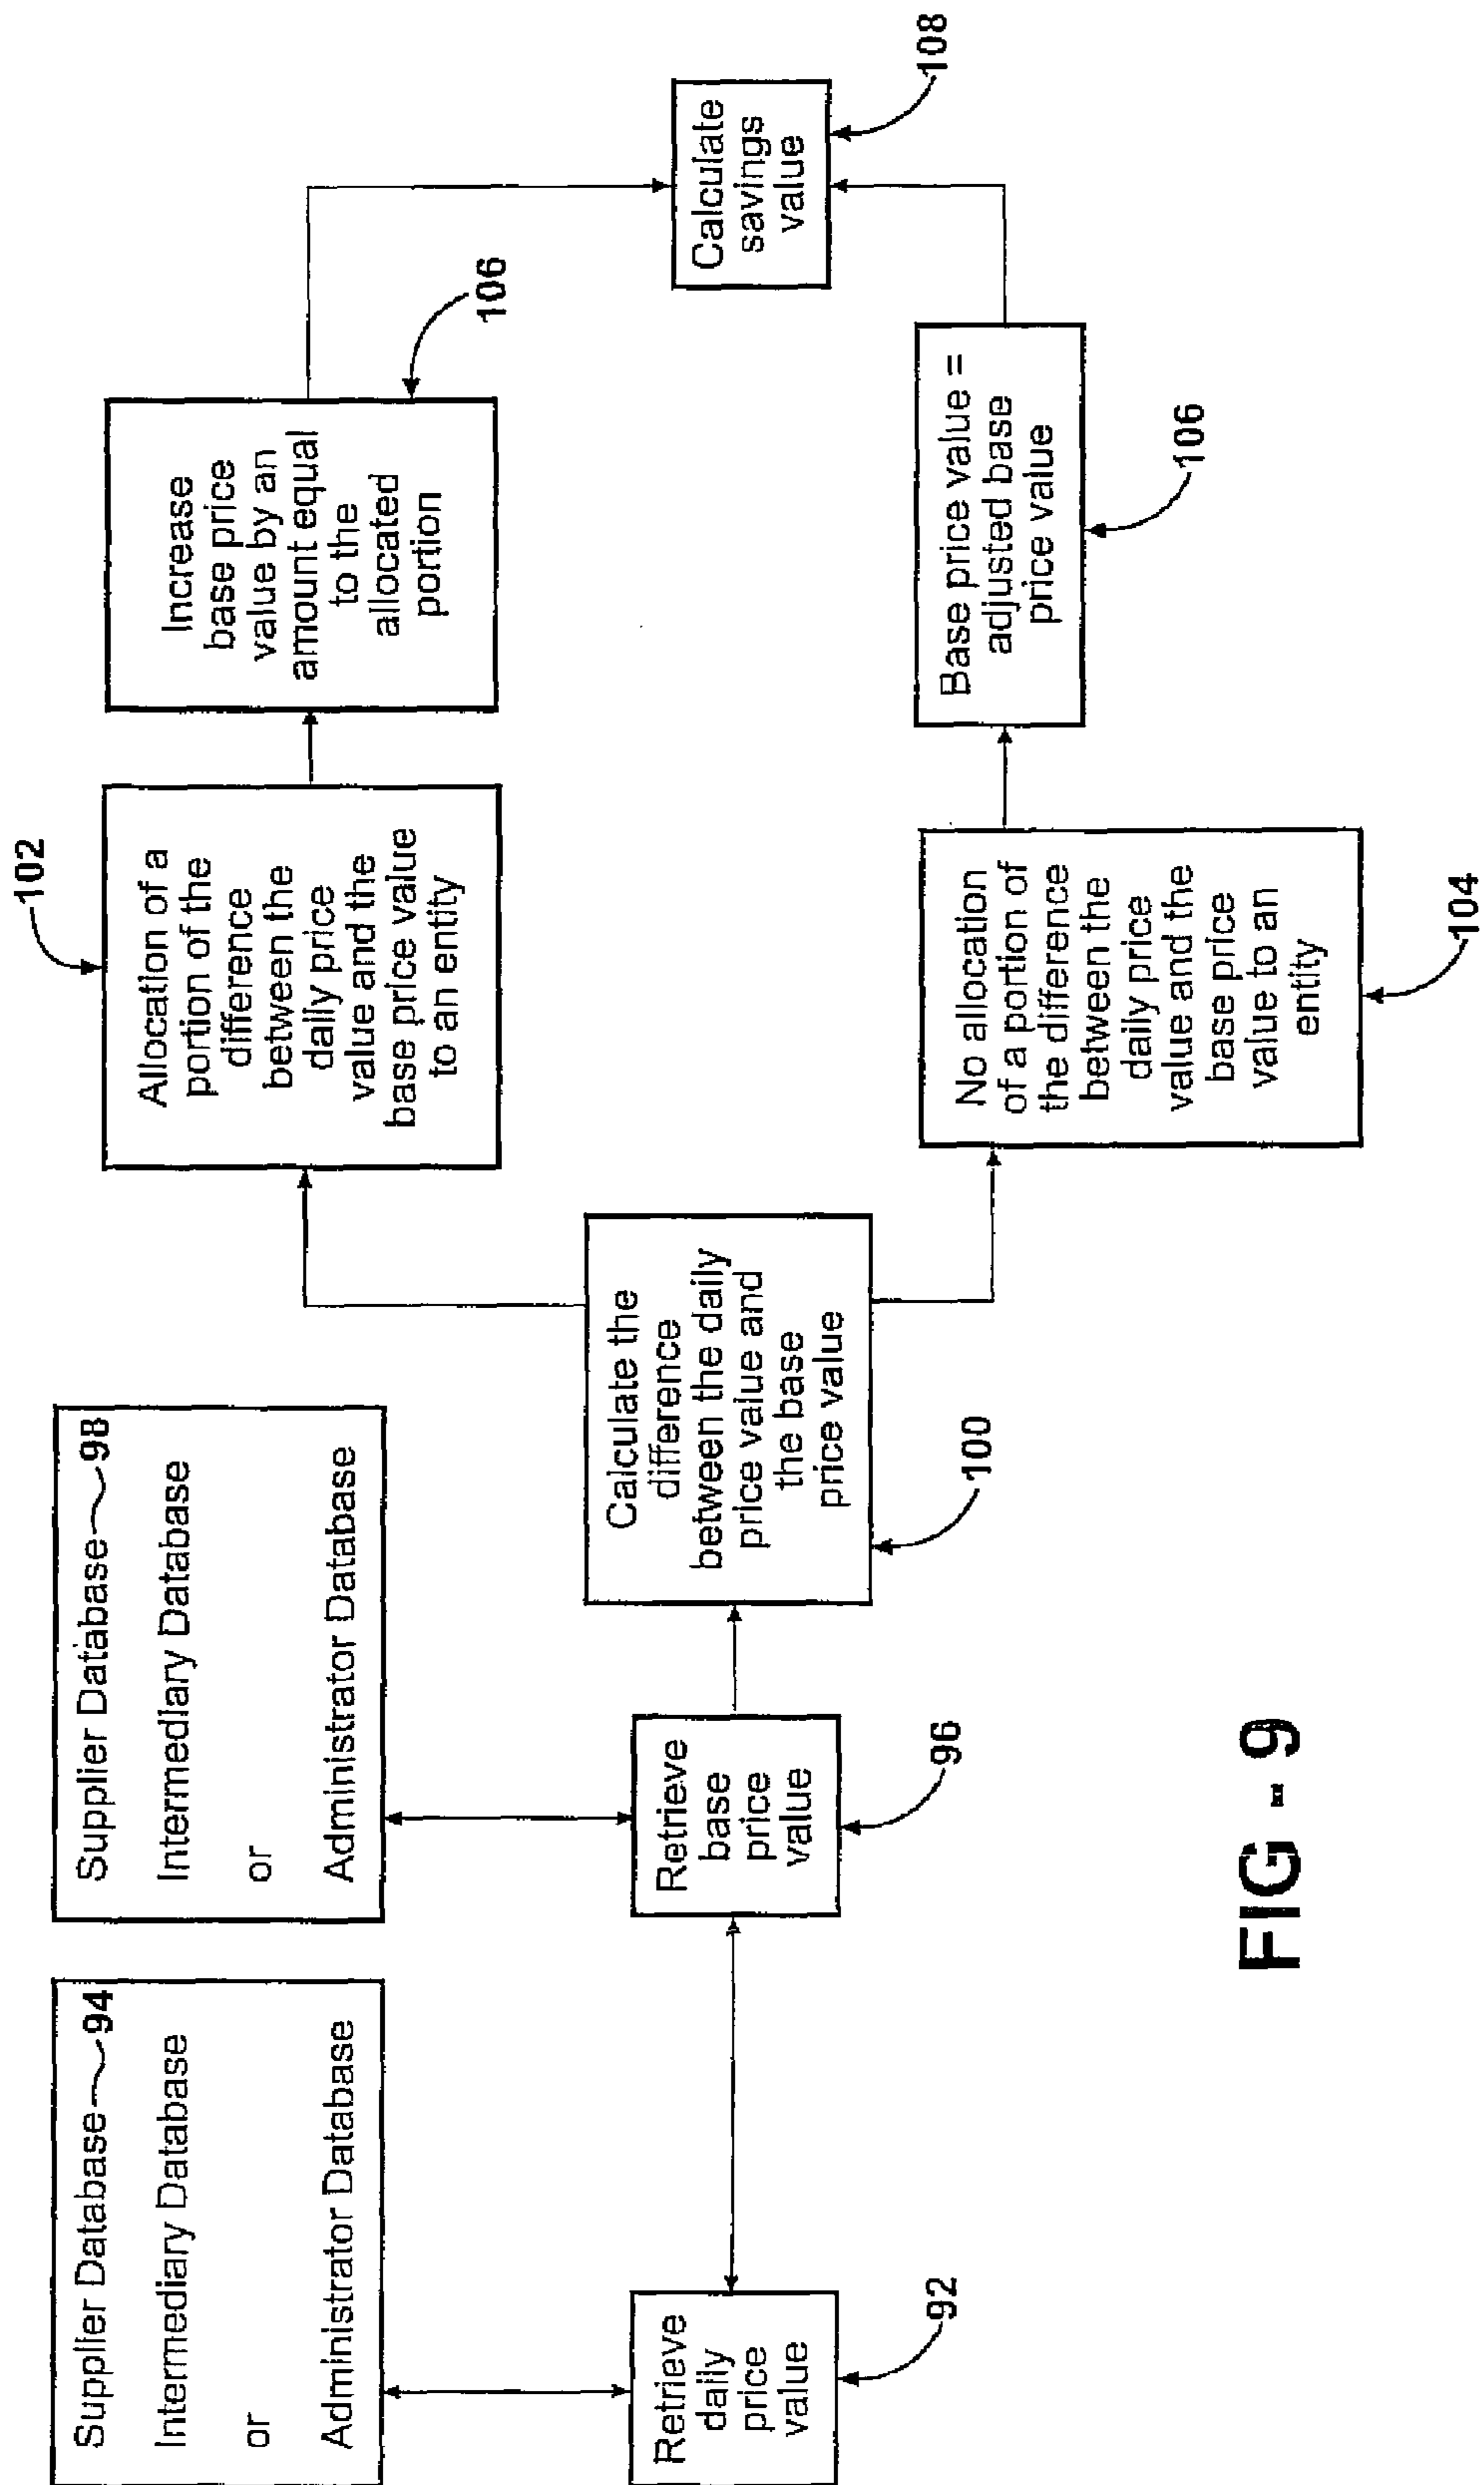 Supplier Database
94
Intermediary Database
or
Administrator Database
Supplier Database
98
Intermediary Database
or
Administrator Database
Retrieve
daily
price
value
92
Retrieve
base
price
value
96
Calculate the
difference
between the daily
price value and
the base
price value
100
102
Allocation of a
portion of the
difference
between the
daily price
value and the
base price value
to an entity
Increase
base price
value by an
amount equal
to the
allocated
portion
106
No allocation
of a portion of
the difference
between the
daily price
value and the
base price
value to an
entity
104
Base price value =
adjusted base
price value
106
Calculate
savings
value
108
FIG - 9